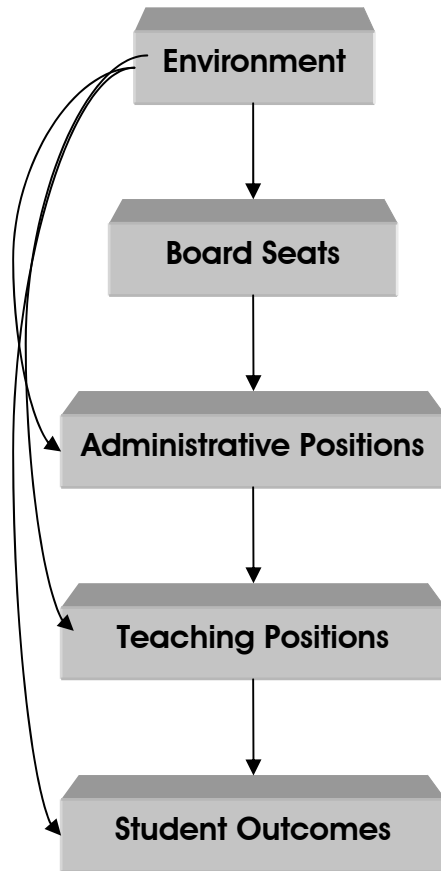 Environment
Board Seats
Administrative Positions
Teaching Positions
Student Outcomes